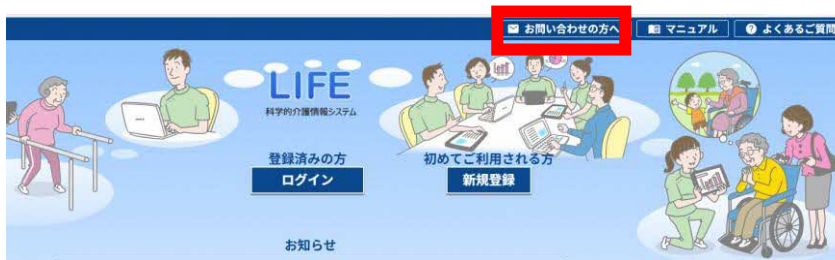 お問い合わせの方へ
マニュアル
よくあるご質問
LIFE
科学的介護情報システム
登録済みの方
初めてご利用される方
ログイン
新規登録
お知らせ